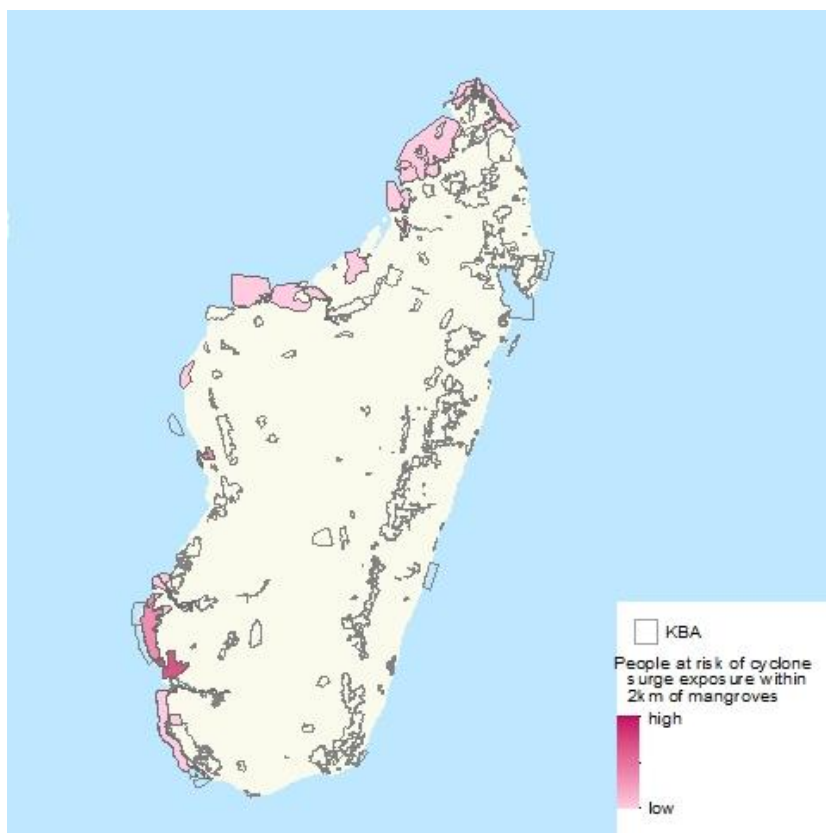 KBA
People at risk of cyclone
surge exposure within
2km of mangroves
high
low